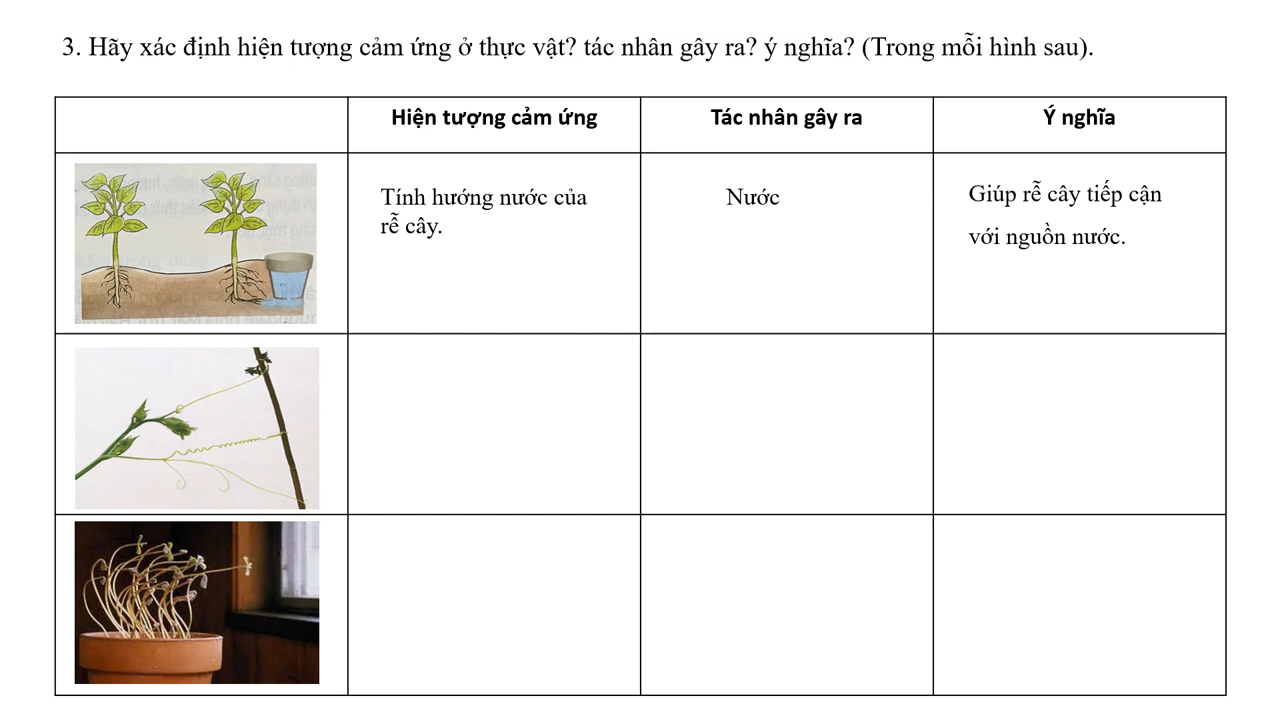 3. Hãy xác định hiện tượng cảm ứng ở thực vật? tác nhân gây ra? ý nghĩa? (Trong mỗi hình sau).
Hiện tượng cảm ứng
Tác nhân gây ra
Ý nghĩa
Tính hướng nước của
rễ cây.
Nước
Giúp rễ cây tiếp cận
với nguồn nước.